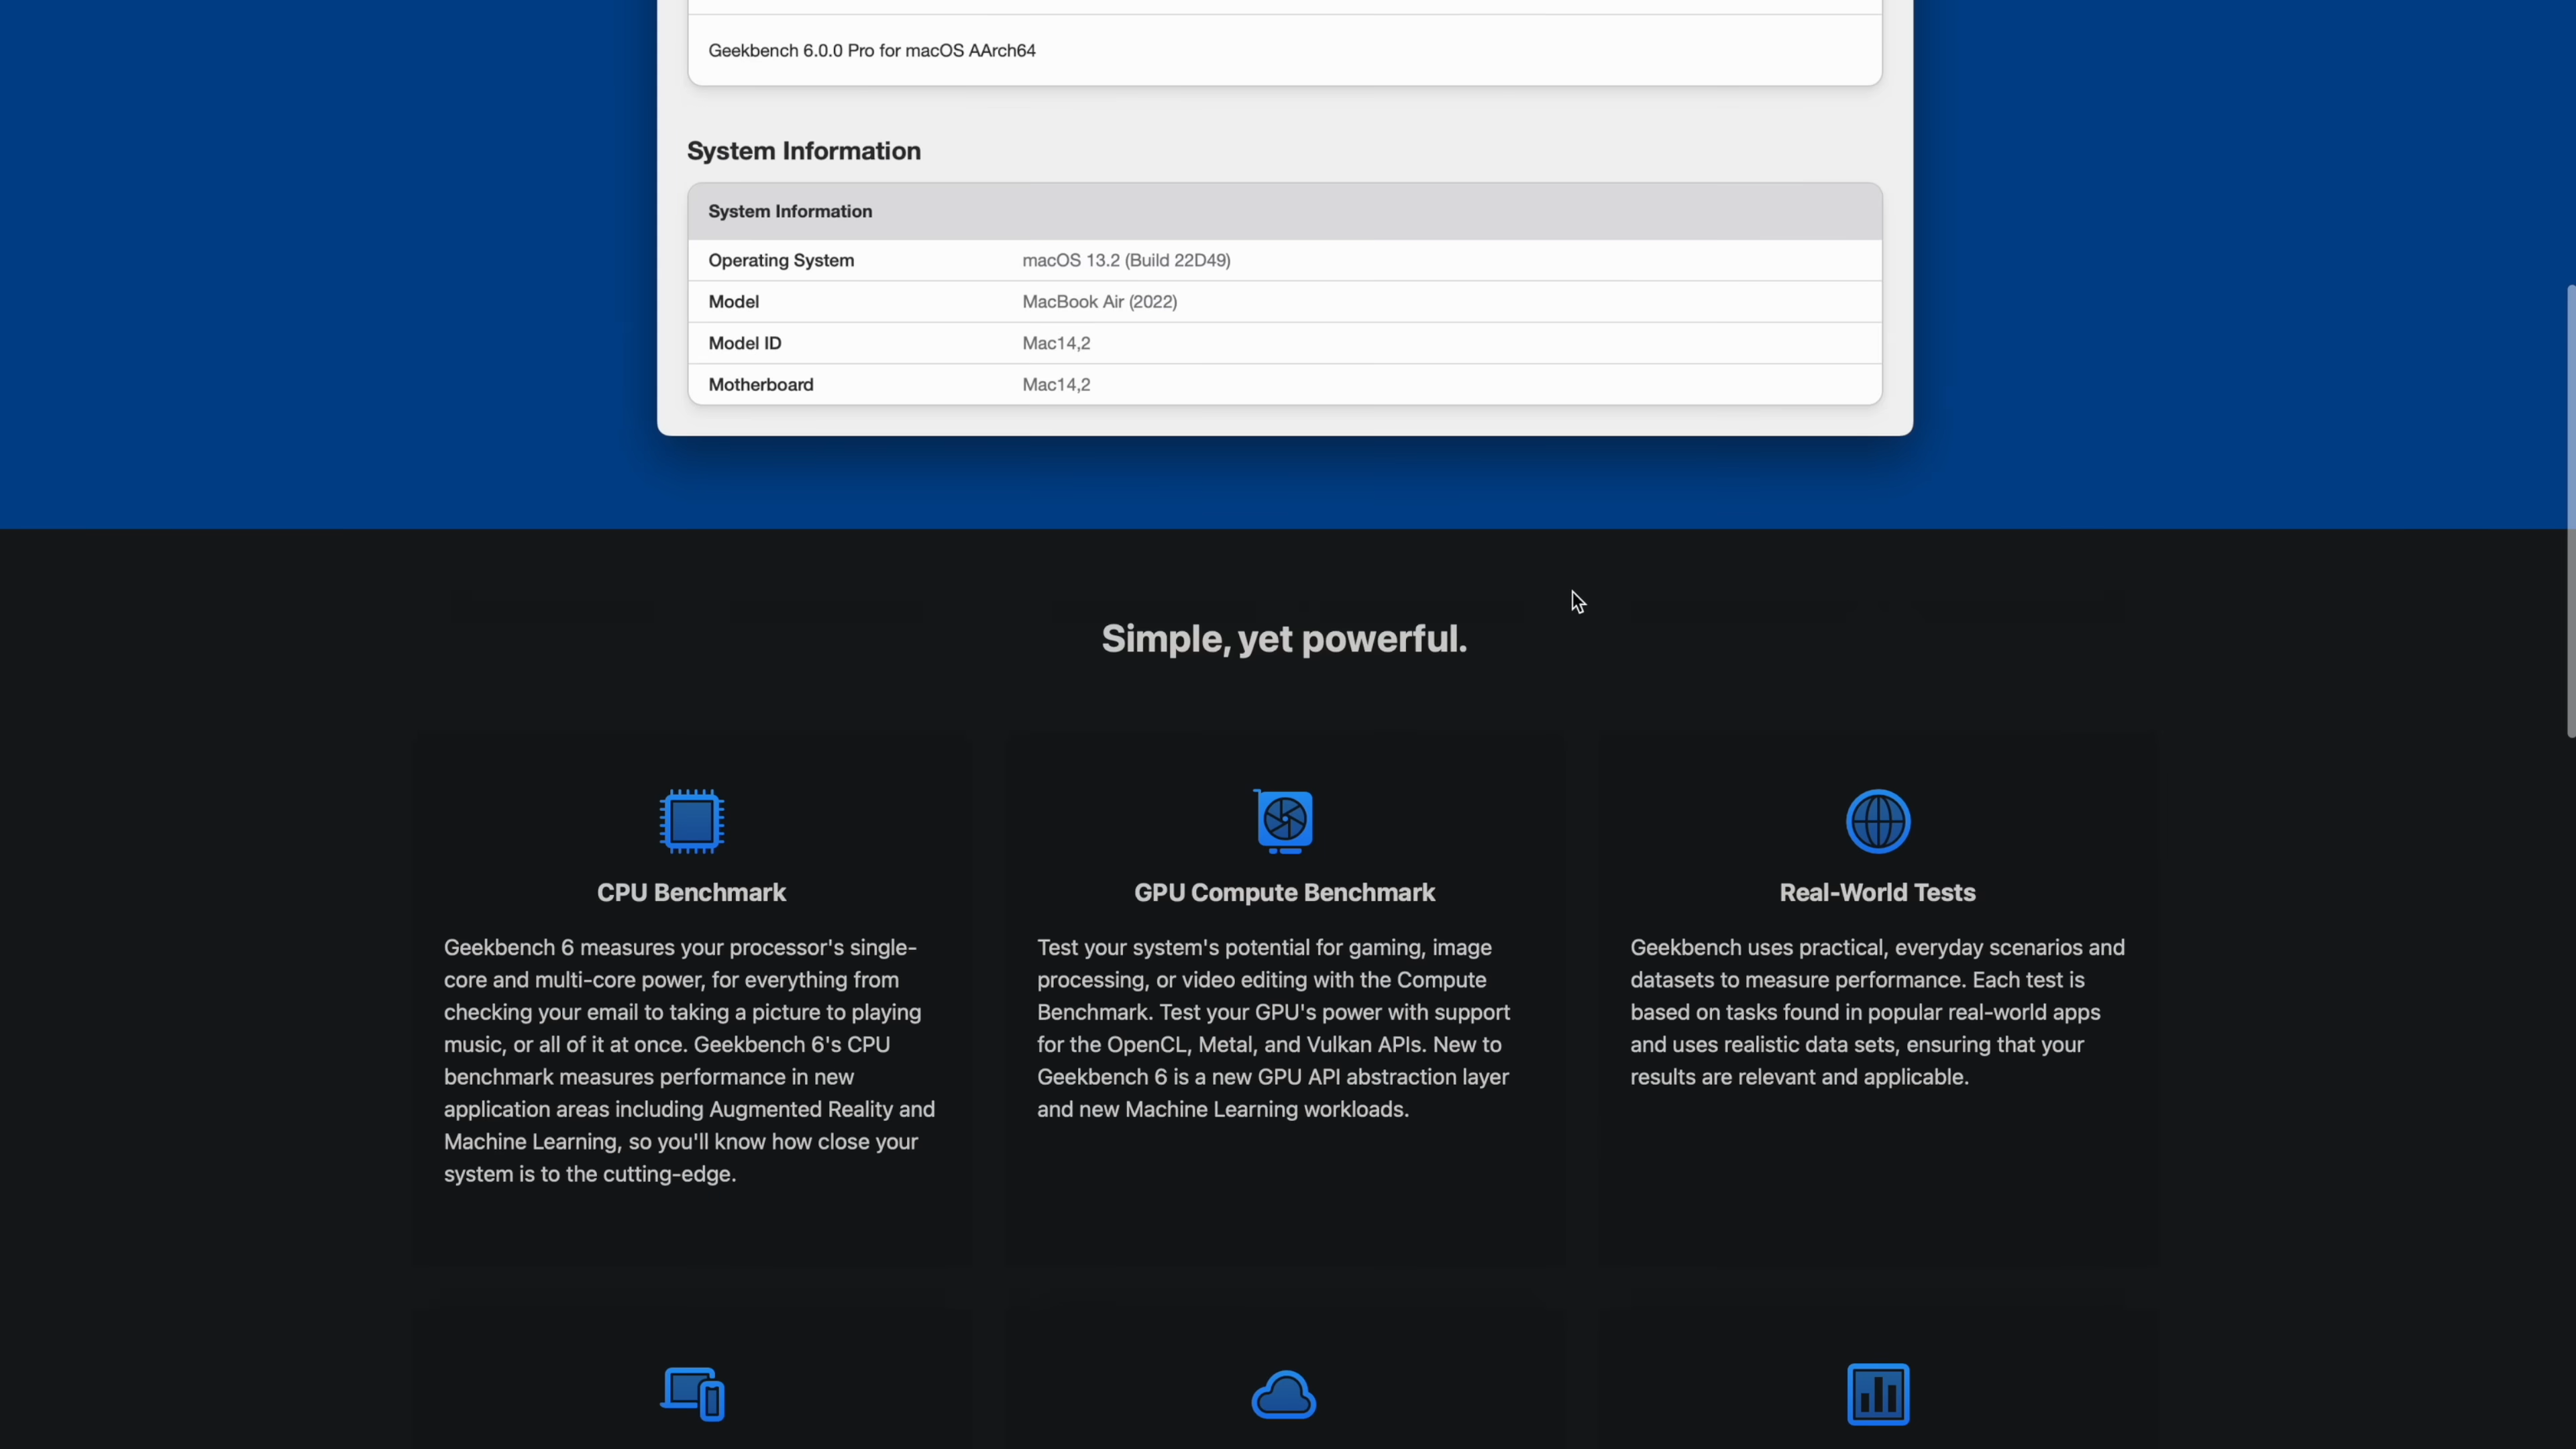 Geekbench 6.0.0 Pro for macOS AArch64
System Information
System Information
Operating System macOS 13.2 (Build 22D49)
Model MacBook Air (2022)
Model ID Mac14,2
Motherboard Mac14,2
Simple, yet powerful.
CPU Benchmark
Geekbench 6 measures your processor's single-
core and multi-core power, for everything from
checking your email to taking a picture to playing
music, or all of it at once. Geekbench 6's CPU
benchmark measures performance in new
application areas including Augmented Reality and
Machine Learning, so you'll know how close your
system is to the cutting-edge.
GPU Compute Benchmark
Test your system's potential for gaming, image
processing, or video editing with the Compute
Benchmark. Test your GPU's power with support
for the OpenCL, Metal, and Vulkan APIs. New to
Geekbench 6 is a new GPU API abstraction layer
and new Machine Learning workloads.
Real-World Tests
Geekbench uses practical, everyday scenarios and
datasets to measure performance. Each test is
based on tasks found in popular real-world apps
and uses realistic data sets, ensuring that your
results are relevant and applicable.